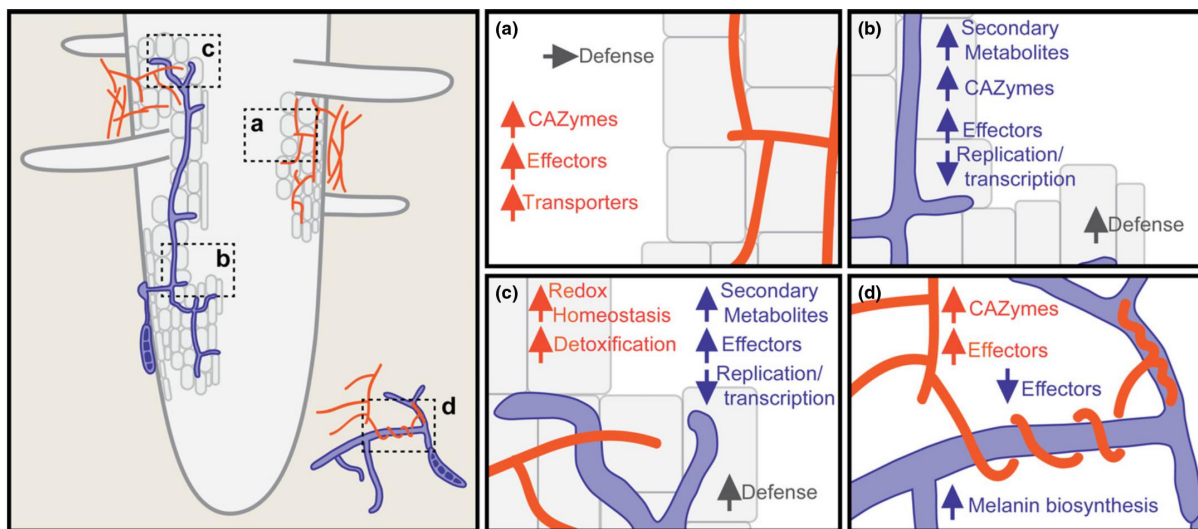 c
a
b
d
(a)
Defense
CAZymes
Effectors
Transporters
(b)
Secondary
Metabolites
CAZymes
Effectors
Replication/
transcription
Defense
(c)
Redox
Homeostasis
Detoxification
Secondary
Metabolites
Effectors
Replication/
transcription
Defense
(d)
CAZymes
Effectors
Effectors
Melanin biosynthesis